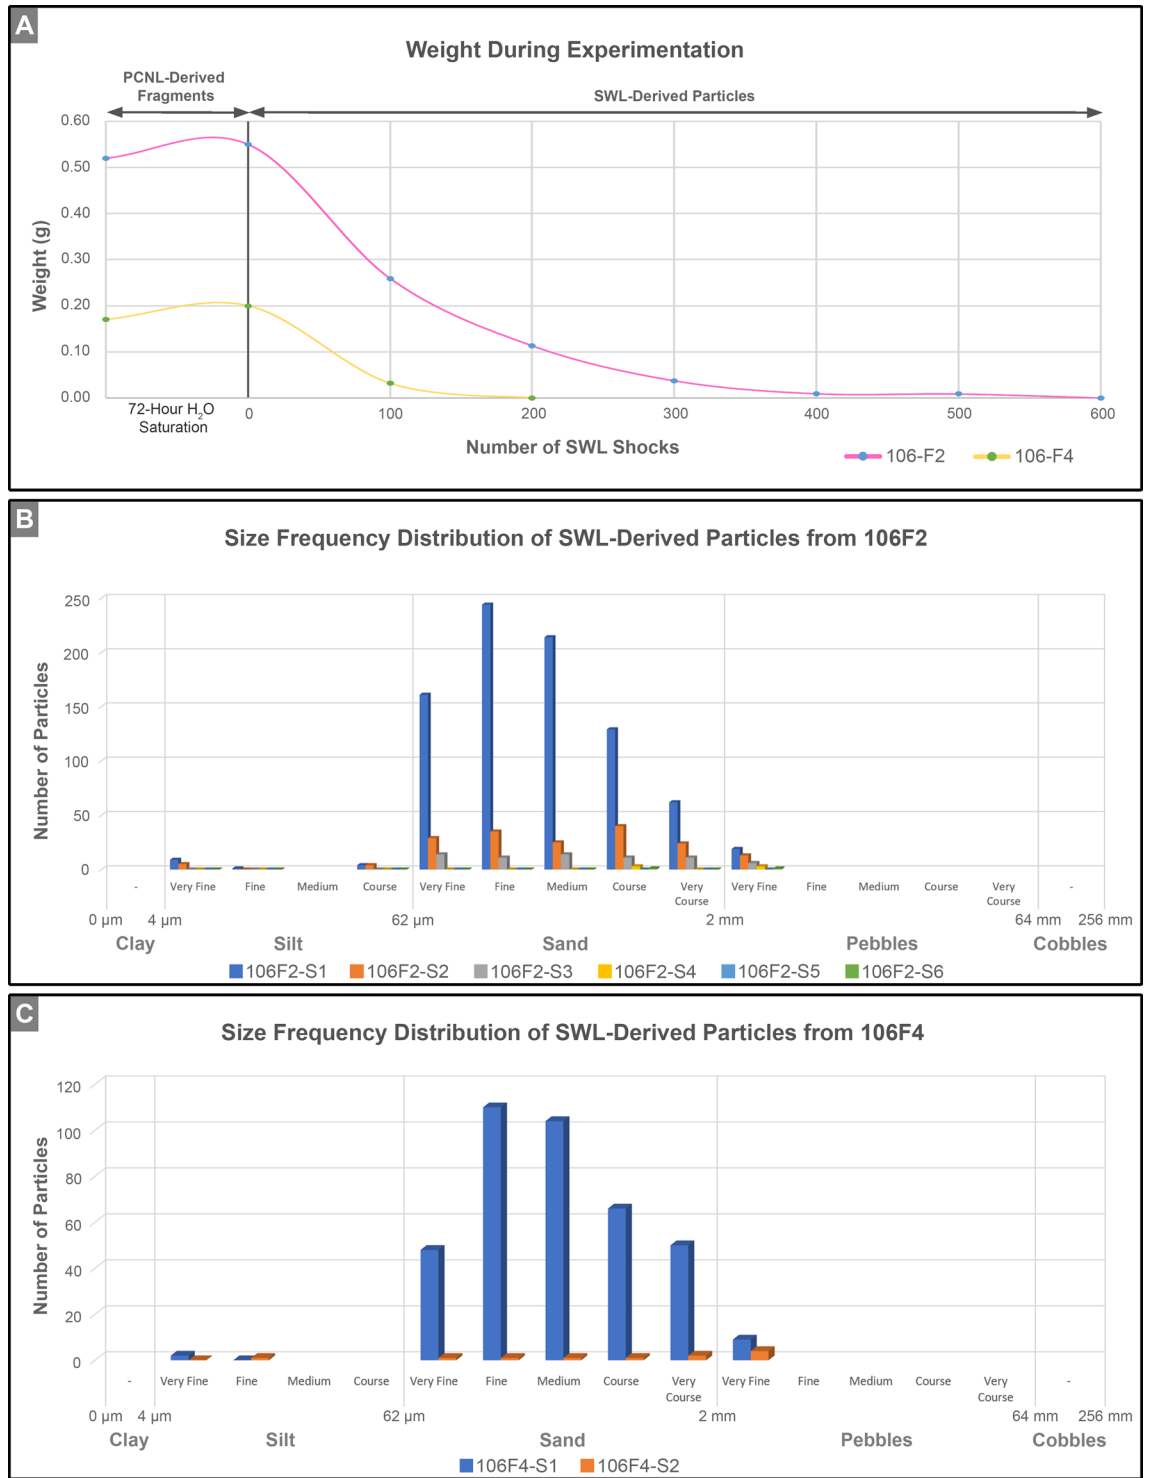 A
Weight During Experimentation
PCNL-Derived
Fragments
SWL-Derived Particles
0.60
0.50
0.40
0.30
0.20
0.10
0.00
Weight (g)
72-Hour H2O
Saturation
0 100 200 300 400 500 600
Number of SWL Shocks
106-F2 106-F4
B
Size Frequency Distribution of SWL-Derived Particles from 106F2
250
200
150
100
50
0
Number of Particles
- Very Fine Fine Medium Course Very Fine Fine Medium Course Very Course Very Fine Fine Medium Course Very Course -
0 µm 4 µm 62 µm 2 mm 64 mm 256 mm
Clay Silt Sand Pebbles Cobbles
106F2-S1 106F2-S2 106F2-S3 106F2-S4 106F2-S5 106F2-S6
C
Size Frequency Distribution of SWL-Derived Particles from 106F4
120
100
80
60
40
20
0
Number of Particles
- Very Fine Fine Medium Course Very Fine Fine Medium Course Very Course Very Fine Fine Medium Course Very Course -
0 µm 4 µm 62 µm 2 mm 64 mm 256 mm
Clay Silt Sand Pebbles Cobbles
106F4-S1 106F4-S2